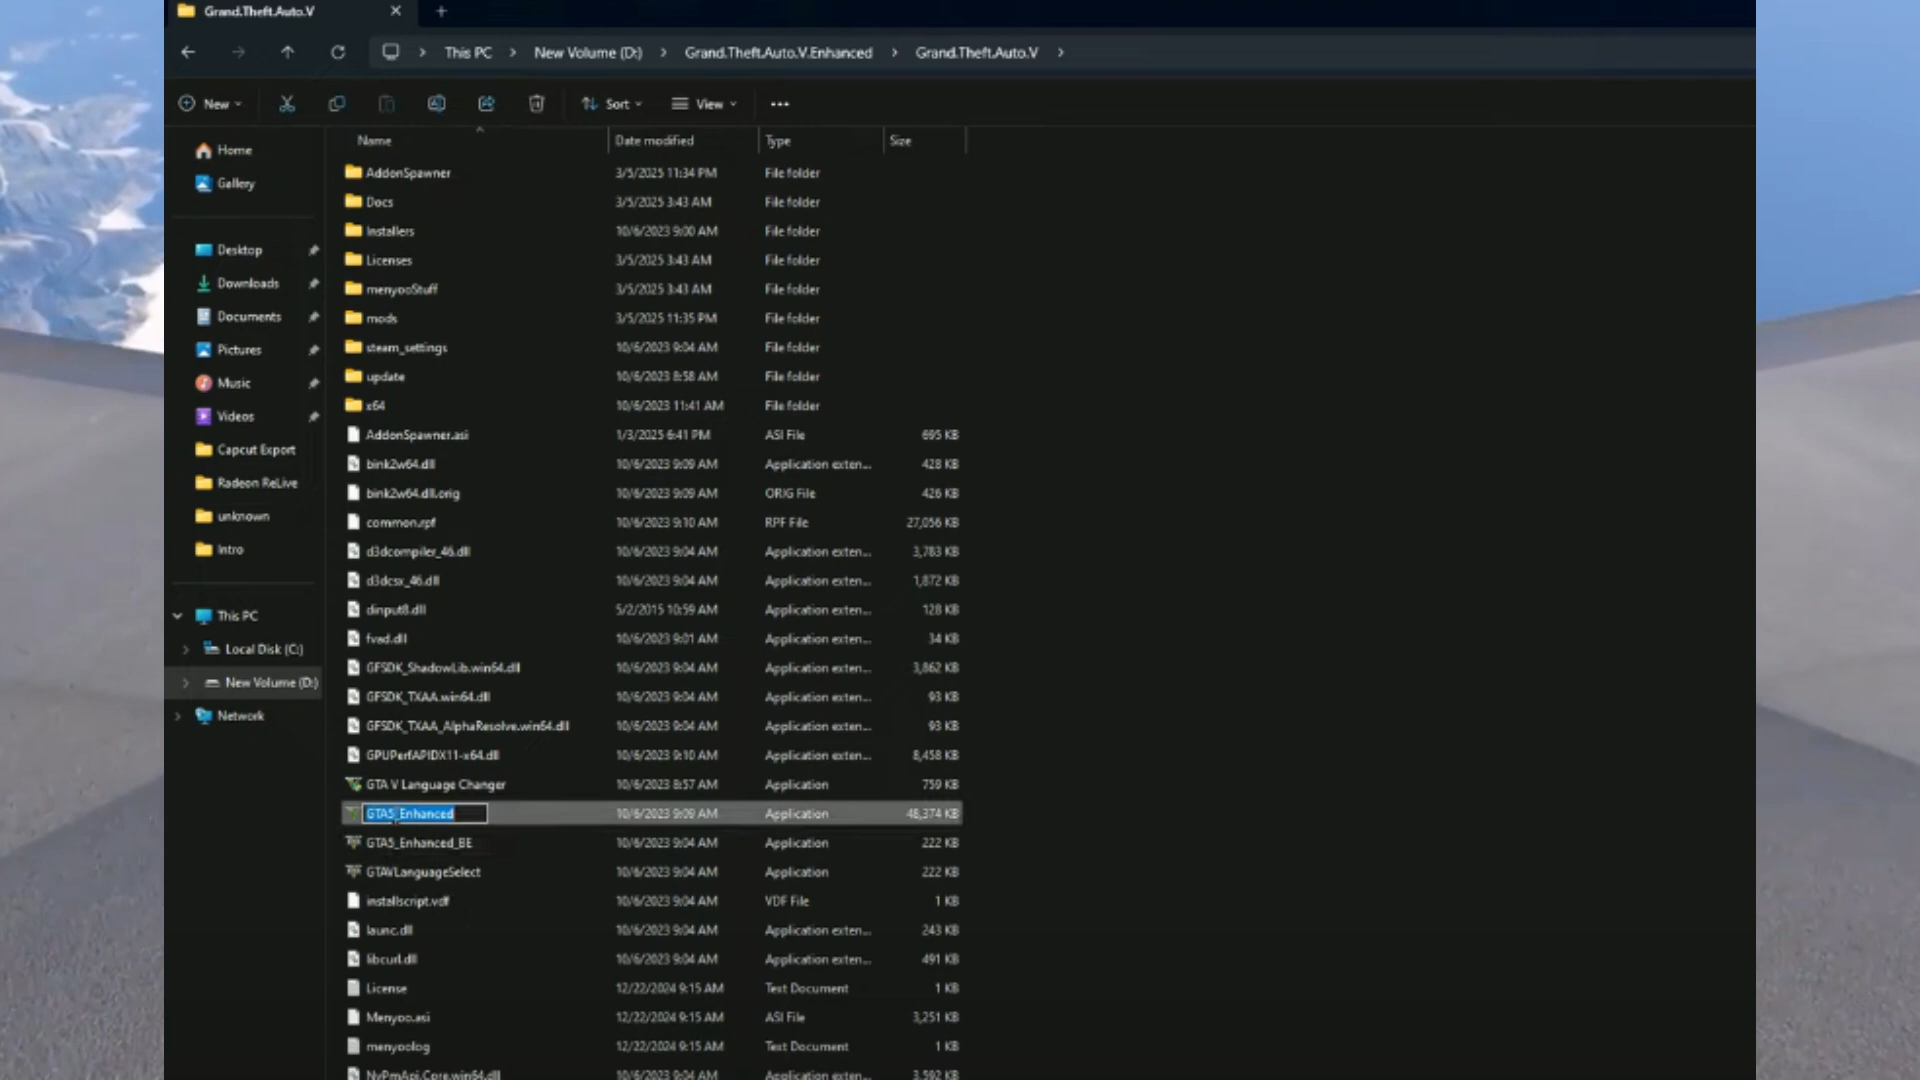 Grand.Theft.Auto.V
This PC > New Volume (D:) > Grand.Theft.Auto.V.Enhanced > Grand.Theft.Auto.V >
New Sort View
Name Date modified Type Size
Home
Gallery
Desktop
Downloads
Documents
Pictures
Music
Videos
Capcut Export
Radeon ReLive
unknown
Intro
This PC
Local Disk (C:)
New Volume (D:)
Network
AddonSpawner 3/5/2025 11:34 PM File folder
Docs 3/5/2025 3:43 AM File folder
Installers 10/6/2023 9:00 AM File folder
Licenses 3/5/2025 3:43 AM File folder
menyooStuff 3/5/2025 3:43 AM File folder
mods 3/5/2025 11:35 PM File folder
steam_settings 10/6/2023 9:04 AM File folder
update 10/6/2023 8:58 AM File folder
x64 10/6/2023 11:41 AM File folder
AddonSpawner.asi 1/3/2025 6:41 PM ASI File 695 KB
bink2w64.dll 10/6/2023 9:09 AM Application exten... 428 KB
bink2w64.dll.orig 10/6/2023 9:09 AM ORIG File 426 KB
common.rpf 10/6/2023 9:10 AM RPF File 27,056 KB
d3dcompiler_46.dll 10/6/2023 9:04 AM Application exten... 3,783 KB
d3dcsx_46.dll 10/6/2023 9:04 AM Application exten... 1,872 KB
dinput8.dll 5/2/2015 10:59 AM Application exten... 128 KB
fvad.dll 10/6/2023 9:01 AM Application exten... 34 KB
GFSDK_ShadowLib.win64.dll 10/6/2023 9:04 AM Application exten... 3,862 KB
GFSDK_TXAA.win64.dll 10/6/2023 9:04 AM Application exten... 93 KB
GFSDK_TXAA_AlphaResolve.win64.dll 10/6/2023 9:04 AM Application exten... 93 KB
GPUPerfAPIDX11-x64.dll 10/6/2023 9:10 AM Application exten... 8,458 KB
GTA V Language Changer 10/6/2023 8:57 AM Application 759 KB
GTA5_Enhanced 10/6/2023 9:09 AM Application 48,374 KB
GTA5_Enhanced_BE 10/6/2023 9:04 AM Application 222 KB
GTAVLanguageSelect 10/6/2023 9:04 AM Application 222 KB
installscript.vdf 10/6/2023 9:04 AM VDF File 1 KB
launc.dll 10/6/2023 9:04 AM Application exten... 243 KB
libcurl.dll 10/6/2023 9:04 AM Application exten... 491 KB
License 12/22/2024 9:15 AM Text Document 1 KB
Menyoo.asi 12/22/2024 9:15 AM ASI File 3,251 KB
menyoolog 12/22/2024 9:15 AM Text Document 1 KB
NvPmApi.Core.win64.dll 10/6/2023 9:04 AM Application exten... 3,592 KB